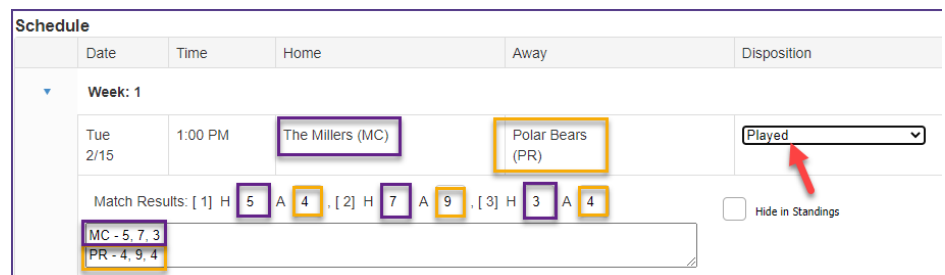 Schedule
Date Time Home Away Disposition
Week: 1
Tue 1:00 PM The Millers (MC) Polar Bears Played
2/15 (PR)
Match Results: [ 1] H 5 A 4 , [ 2] H 7 A 9 , [ 3] H 3 A 4 Hide in Standings
MC - 5, 7, 3
PR - 4, 9, 4